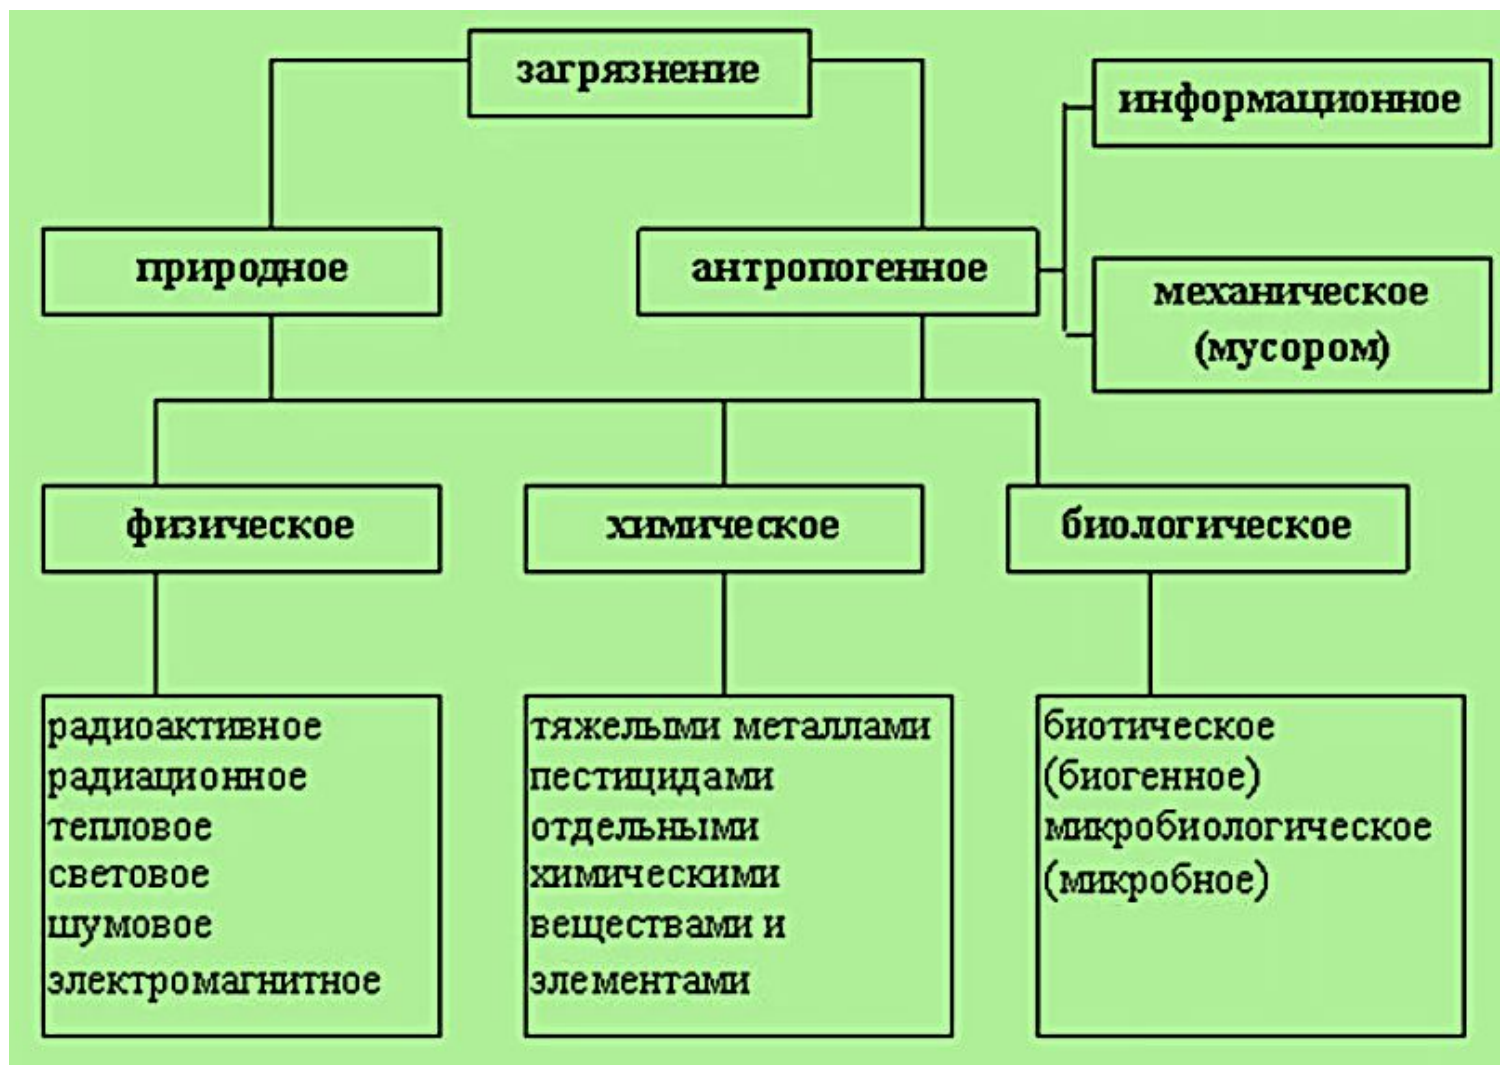 загрязнение
информационное
природное
антропогенное
механическое
(мусором)
физическое
химическое
биологическое
радиоактивное
радиационное
тепловое
световое
шумовое
электромагнитное
тяжелыми металлами
пестицидами
отдельными
химическими
веществами и
элементами
биотическое
(биогенное)
микробиологическое
(микробное)